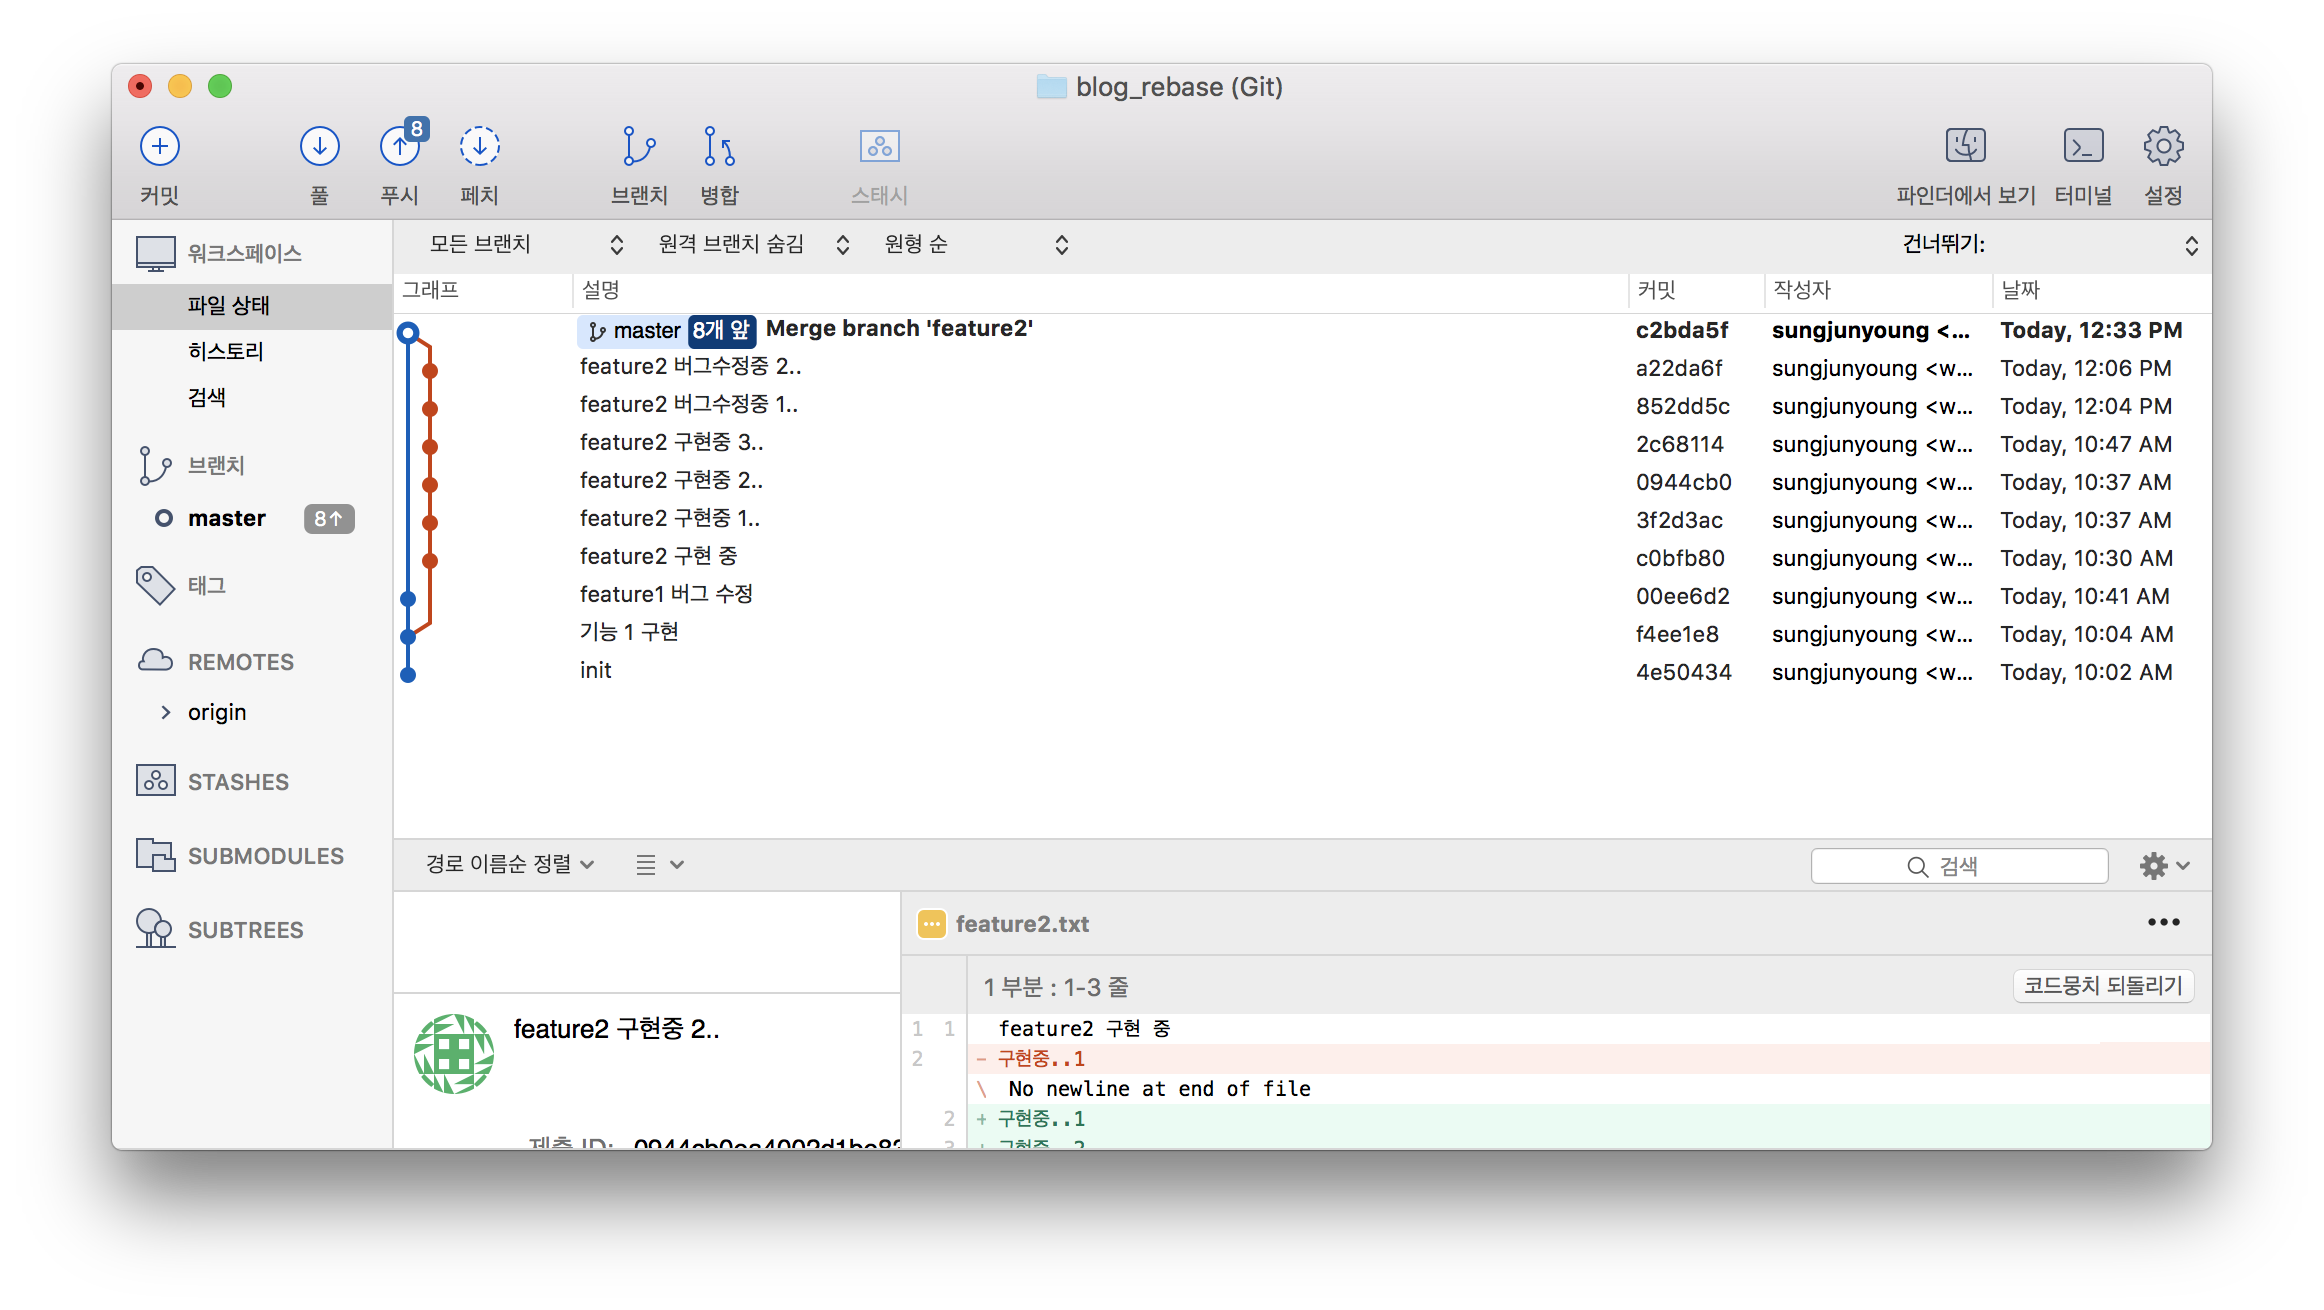 blog_rebase (Git)
8
커밋 풀 푸시 페치 브랜치 병합 스태시 파인더에서 보기 터미널 설정
워크스페이스
파일 상태
히스토리
검색
브랜치
master 8↑
태그
REMOTES
origin
STASHES
SUBMODULES
SUBTREES
모든 브랜치 원격 브랜치 숨김 원형 순 건너뛰기:
그래프 설명 커밋 작성자 날짜
master 8개 앞 Merge branch 'feature2' c2bda5f sungjunyoung <... Today, 12:33 PM
feature2 버그수정중 2.. a22da6f sungjunyoung <w... Today, 12:06 PM
feature2 버그수정중 1.. 852dd5c sungjunyoung <w... Today, 12:04 PM
feature2 구현중 3.. 2c68114 sungjunyoung <w... Today, 10:47 AM
feature2 구현중 2.. 0944cb0 sungjunyoung <w... Today, 10:37 AM
feature2 구현중 1.. 3f2d3ac sungjunyoung <w... Today, 10:37 AM
feature2 구현 중 c0bfb80 sungjunyoung <w... Today, 10:30 AM
feature1 버그 수정 00ee6d2 sungjunyoung <w... Today, 10:41 AM
기능 1 구현 f4ee1e8 sungjunyoung <w... Today, 10:04 AM
init 4e50434 sungjunyoung <w... Today, 10:02 AM
경로 이름순 정렬 검색
feature2 구현중 2..
feature2.txt
1 부분 : 1-3 줄 코드뭉치 되돌리기
1 1 feature2 구현 중
2 - 구현중..1
\ No newline at end of file
2 + 구현중..1
3 + 구현중..2